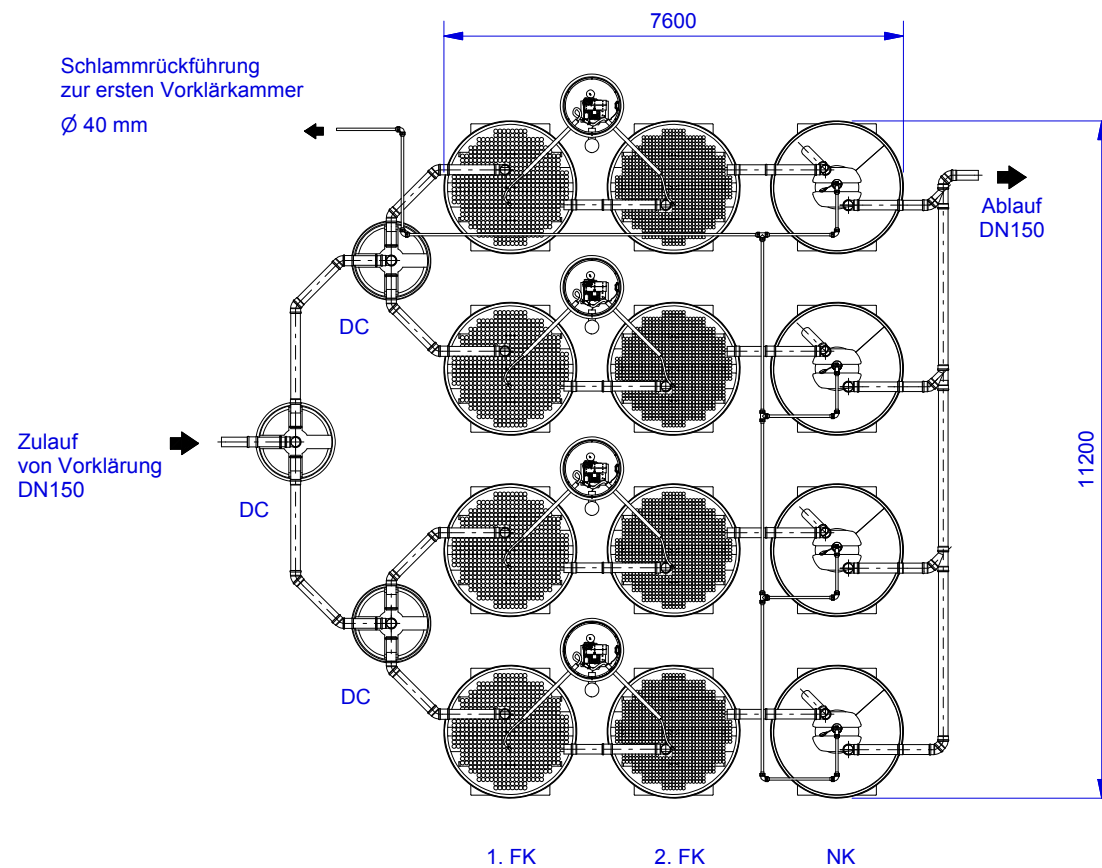 7600
Schlammrückführung
zur ersten Vorklärkammer
Ø 40 mm
Ablauf
DN150
DC
Zulauf
von Vorklärung
DN150
DC
11200
DC
1. FK
2. FK
NK